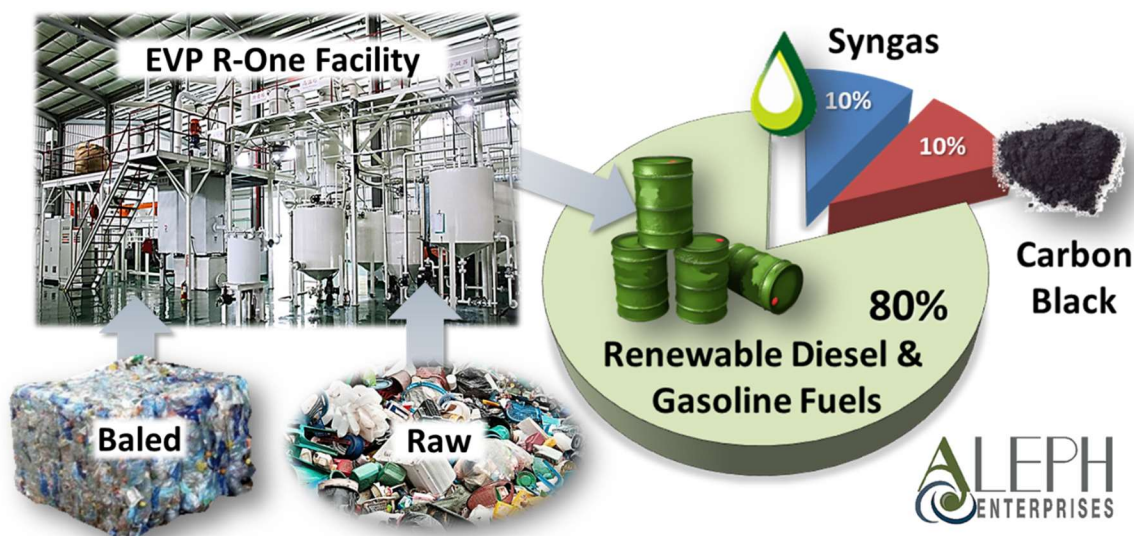 EVP R-One Facility
Syngas
10%
10%
Carbon
Black
80%
Renewable Diesel &
Gasoline Fuels
Baled
Raw
ALEPH
ENTERPRISES